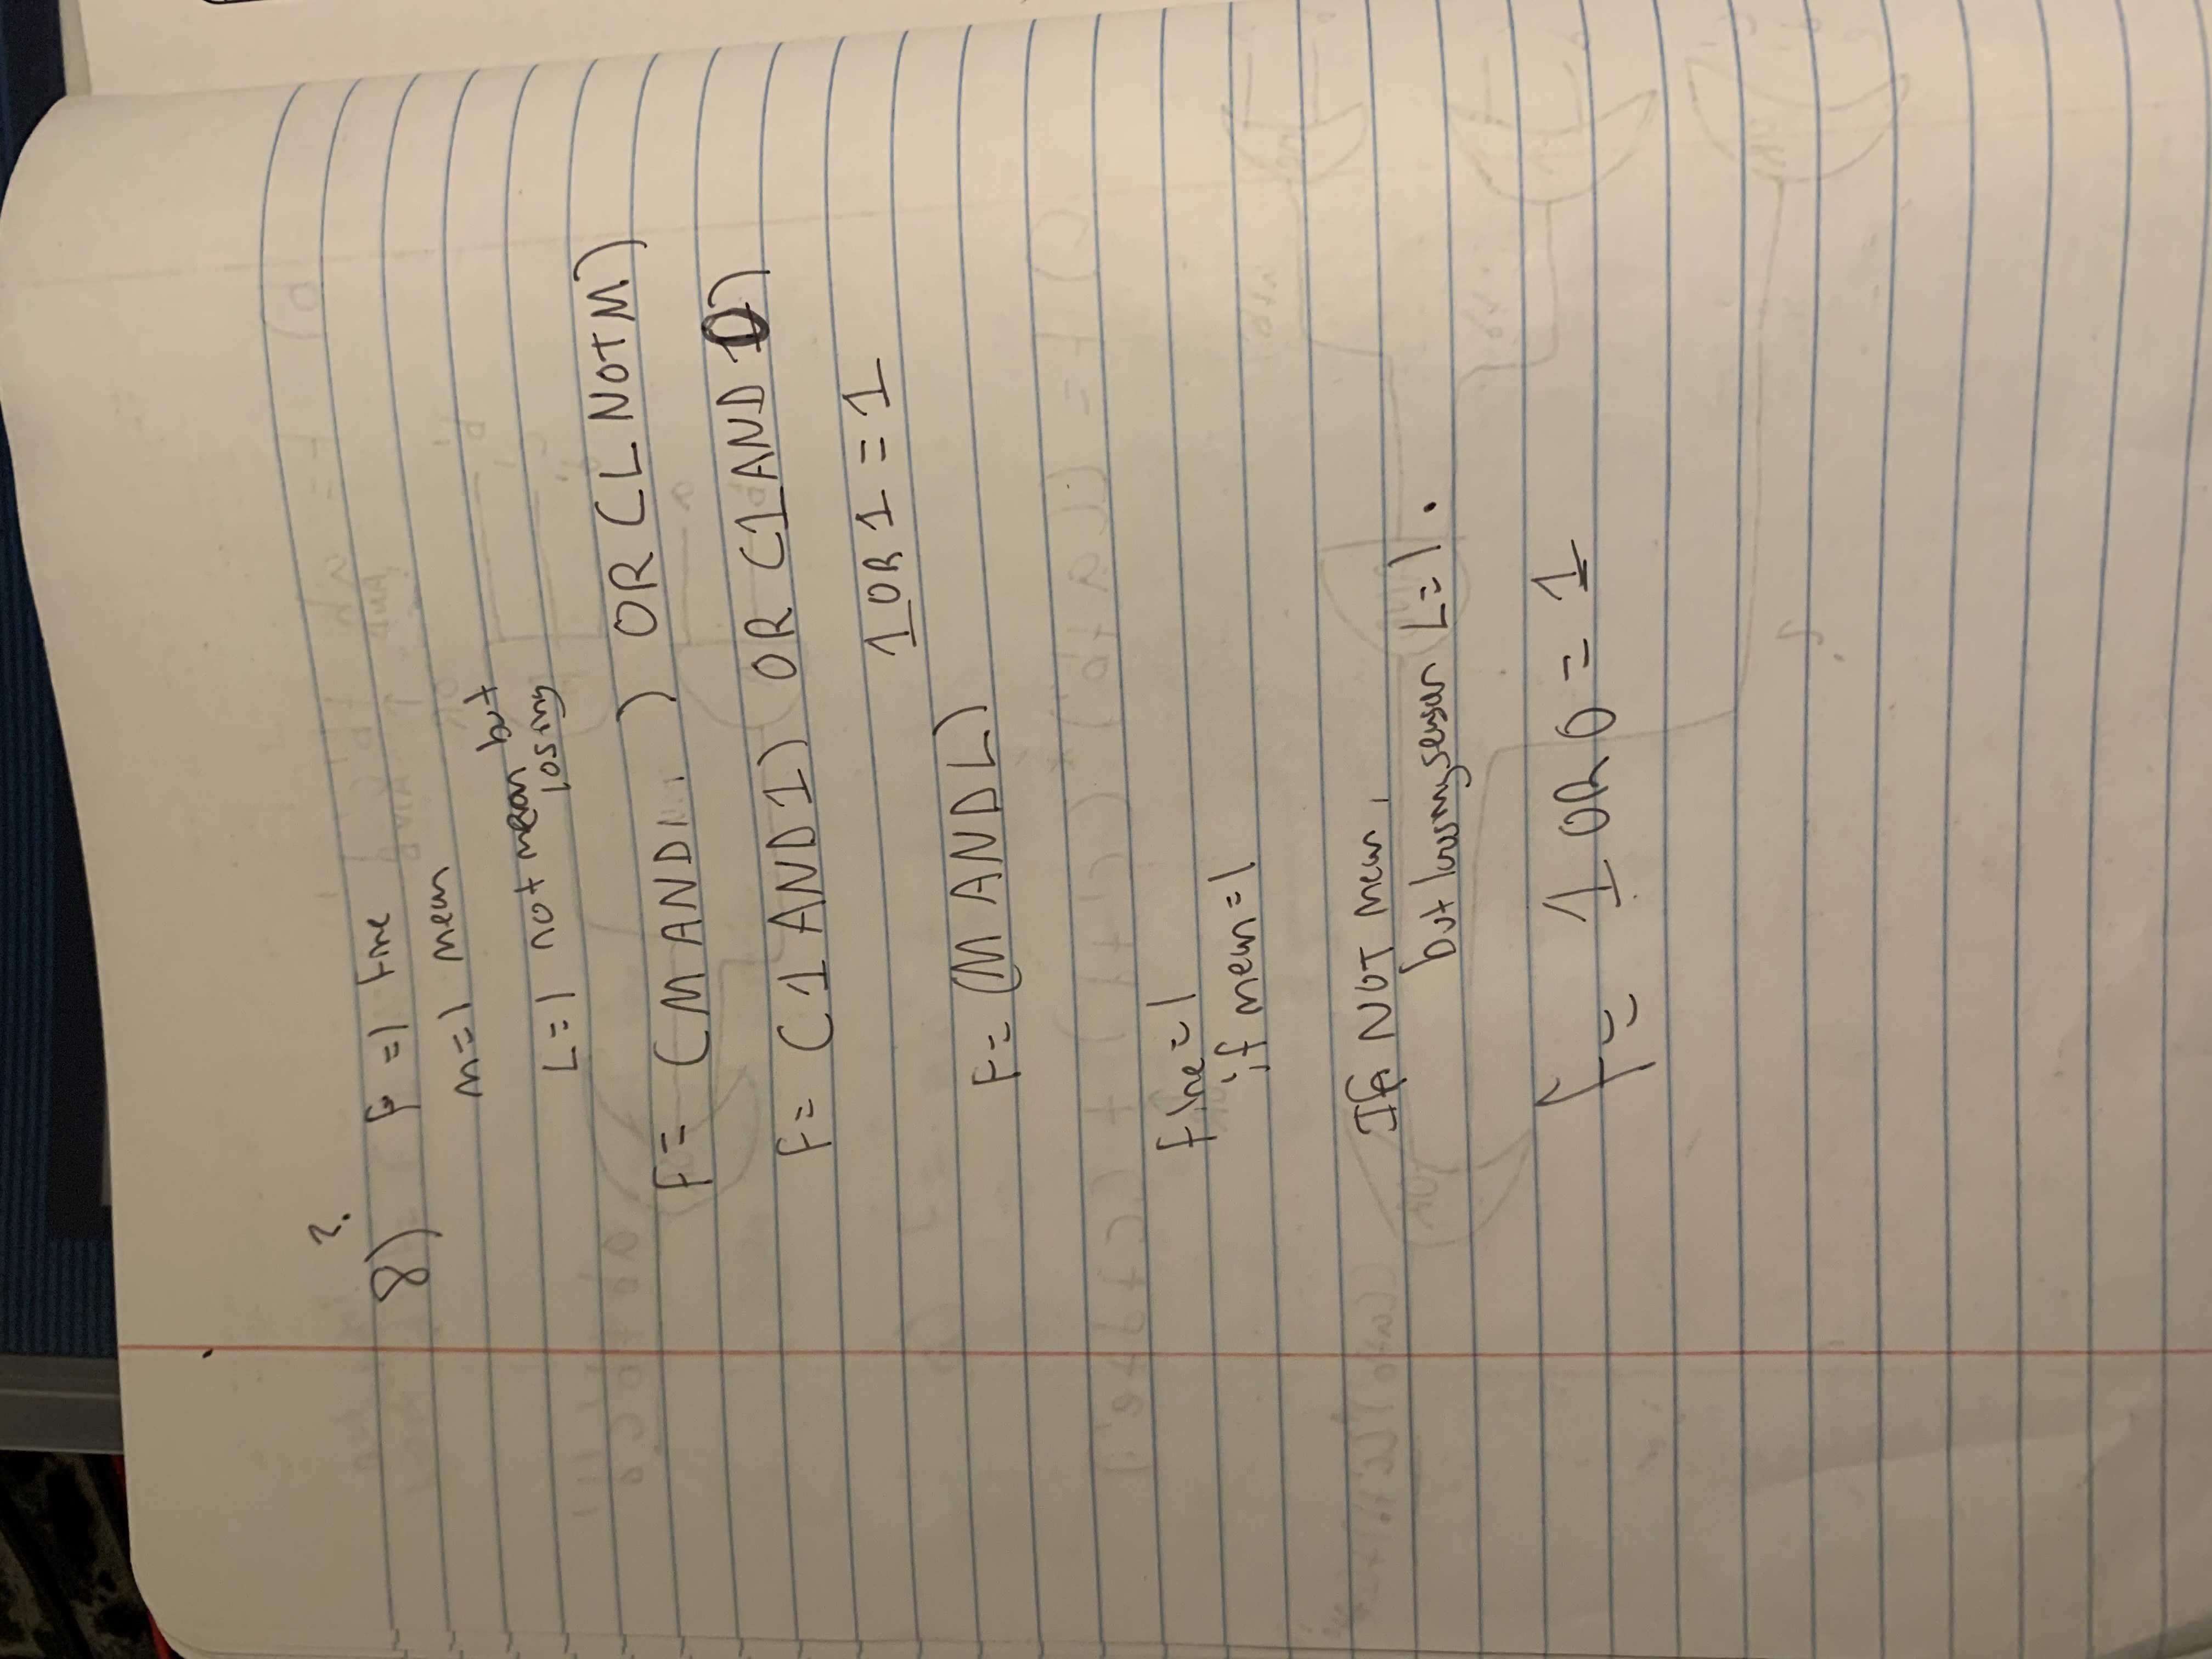 ?
8) F=1 fine
m=1 mean
L=1 not mean but
losing
F= (M AND ) OR (L NOT M)
F= (1 AND 1) OR (1 AND 0)
1 OR 1 = 1
F= (M AND L)
fine=1
if mean=1
If NOT mean,
but L=1.
F= 1 OR 0 = 1